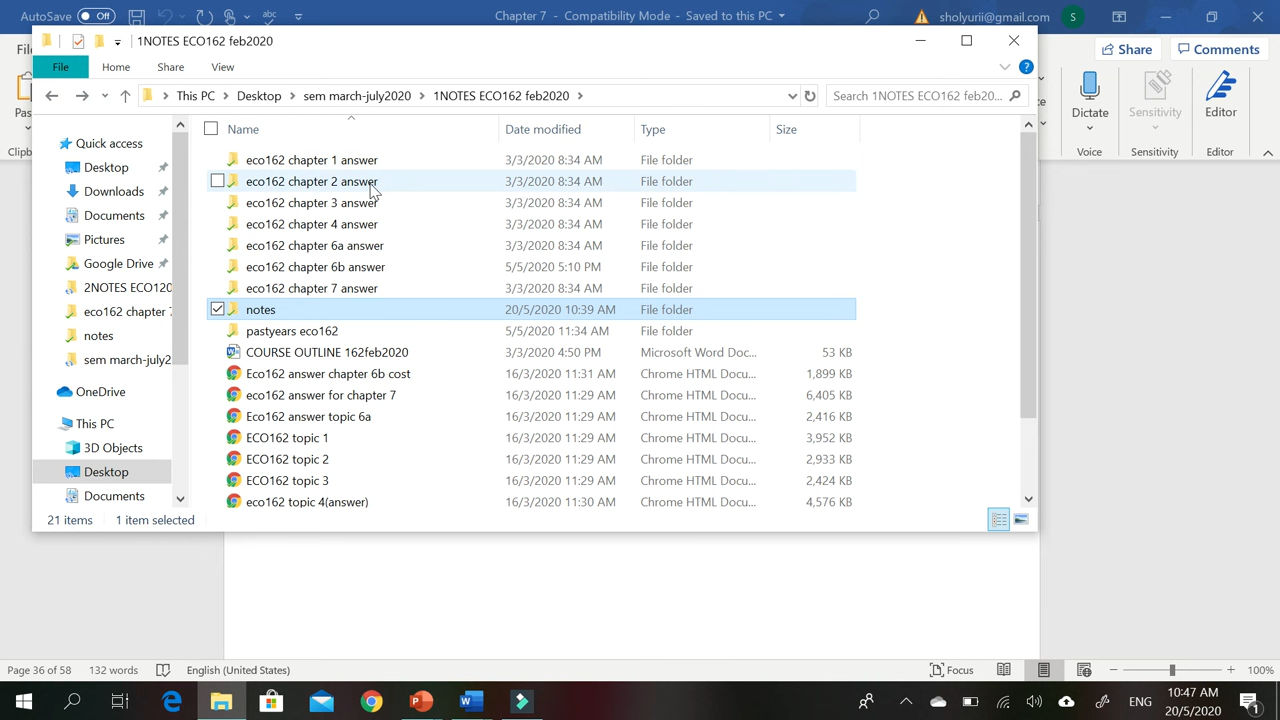 AutoSave Off Chapter 7 - Compatibility Mode - Saved to this PC sholyurii@gmail.com S
abc
1NOTES ECO162 feb2020
Share Comments
File Home Share View
This PC Desktop sem march-july2020 1NOTES ECO162 feb2020 Search 1NOTES ECO162 feb20...
Dictate Sensitivity Editor
Voice Sensitivity Editor
Name Date modified Type Size
Quick access
Desktop
Downloads
Documents
Pictures
Google Drive
2NOTES ECO120
eco162 chapter 7
notes
sem march-july2
OneDrive
This PC
3D Objects
Desktop
Documents
eco162 chapter 1 answer 3/3/2020 8:34 AM File folder
eco162 chapter 2 answer 3/3/2020 8:34 AM File folder
eco162 chapter 3 answer 3/3/2020 8:34 AM File folder
eco162 chapter 4 answer 3/3/2020 8:34 AM File folder
eco162 chapter 6a answer 3/3/2020 8:34 AM File folder
eco162 chapter 6b answer 5/5/2020 5:10 PM File folder
eco162 chapter 7 answer 3/3/2020 8:34 AM File folder
notes 20/5/2020 10:39 AM File folder
pastyears eco162 5/5/2020 11:34 AM File folder
COURSE OUTLINE 162feb2020 3/3/2020 4:50 PM Microsoft Word Doc... 53 KB
Eco162 answer chapter 6b cost 16/3/2020 11:31 AM Chrome HTML Docu... 1,899 KB
eco162 answer for chapter 7 16/3/2020 11:29 AM Chrome HTML Docu... 6,405 KB
Eco162 answer topic 6a 16/3/2020 11:29 AM Chrome HTML Docu... 2,416 KB
ECO162 topic 1 16/3/2020 11:29 AM Chrome HTML Docu... 3,952 KB
ECO162 topic 2 16/3/2020 11:29 AM Chrome HTML Docu... 2,933 KB
ECO162 topic 3 16/3/2020 11:29 AM Chrome HTML Docu... 2,424 KB
eco162 topic 4(answer) 16/3/2020 11:30 AM Chrome HTML Docu... 4,576 KB
21 items 1 item selected
Page 36 of 58 132 words English (United States) Focus 100%
ENG 10:47 AM
20/5/2020